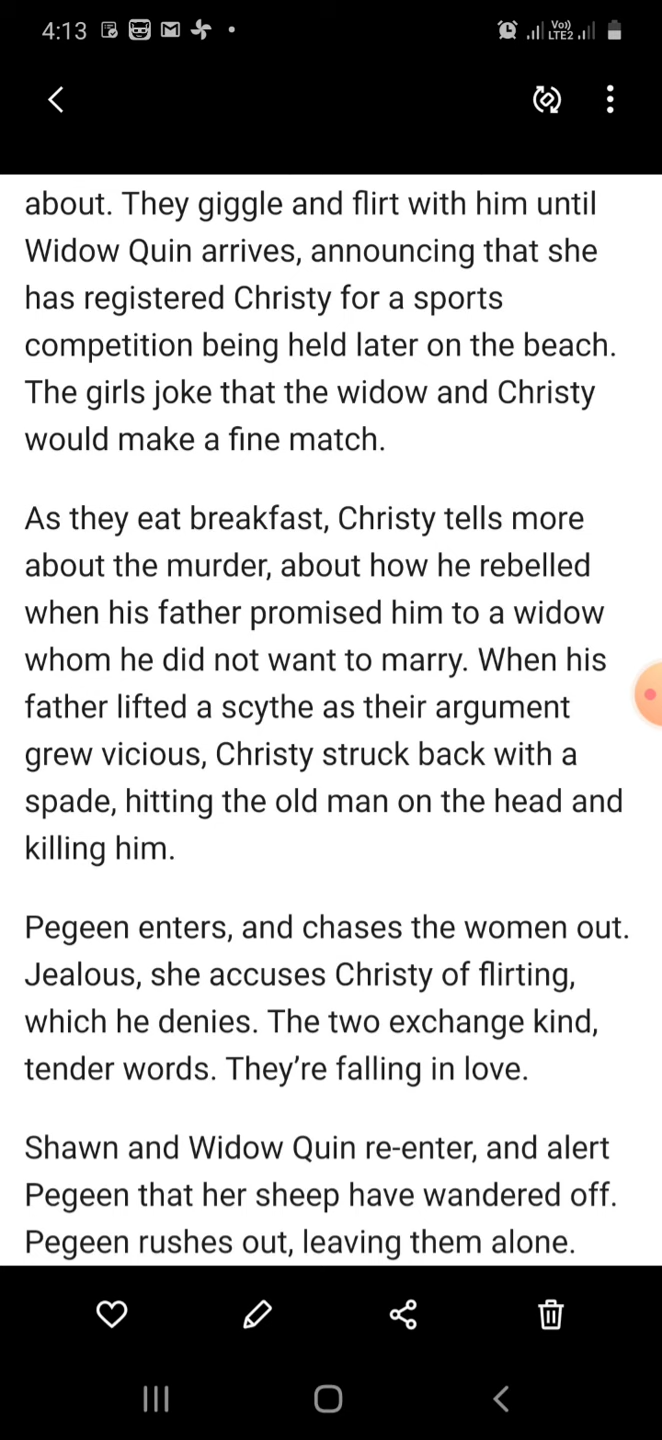 4:13
Vo))
LTE2
about. They giggle and flirt with him until
Widow Quin arrives, announcing that she
has registered Christy for a sports
competition being held later on the beach.
The girls joke that the widow and Christy
would make a fine match.
As they eat breakfast, Christy tells more
about the murder, about how he rebelled
when his father promised him to a widow
whom he did not want to marry. When his
father lifted a scythe as their argument
grew vicious, Christy struck back with a
spade, hitting the old man on the head and
killing him.
Pegeen enters, and chases the women out.
Jealous, she accuses Christy of flirting,
which he denies. The two exchange kind,
tender words. They’re falling in love.
Shawn and Widow Quin re-enter, and alert
Pegeen that her sheep have wandered off.
Pegeen rushes out, leaving them alone.